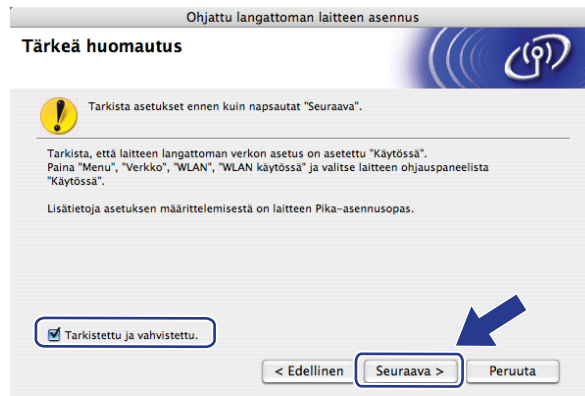 Ohjattu langattoman laitteen asennus
Tärkeä huomautus
Tarkista asetukset ennen kuin napsautat "Seuraava".
Tarkista, että laitteen langattoman verkon asetus on asetettu "Käytössä".
Paina "Menu", "Verkko", "WLAN", "WLAN käytössä" ja valitse laitteen ohjauspaneelista
"Käytössä".
Lisätietoja asetuksen määrittelemisestä on laitteen Pika-asennusopas.
Tarkistettu ja vahvistettu.
< Edellinen
Seuraava >
Peruuta